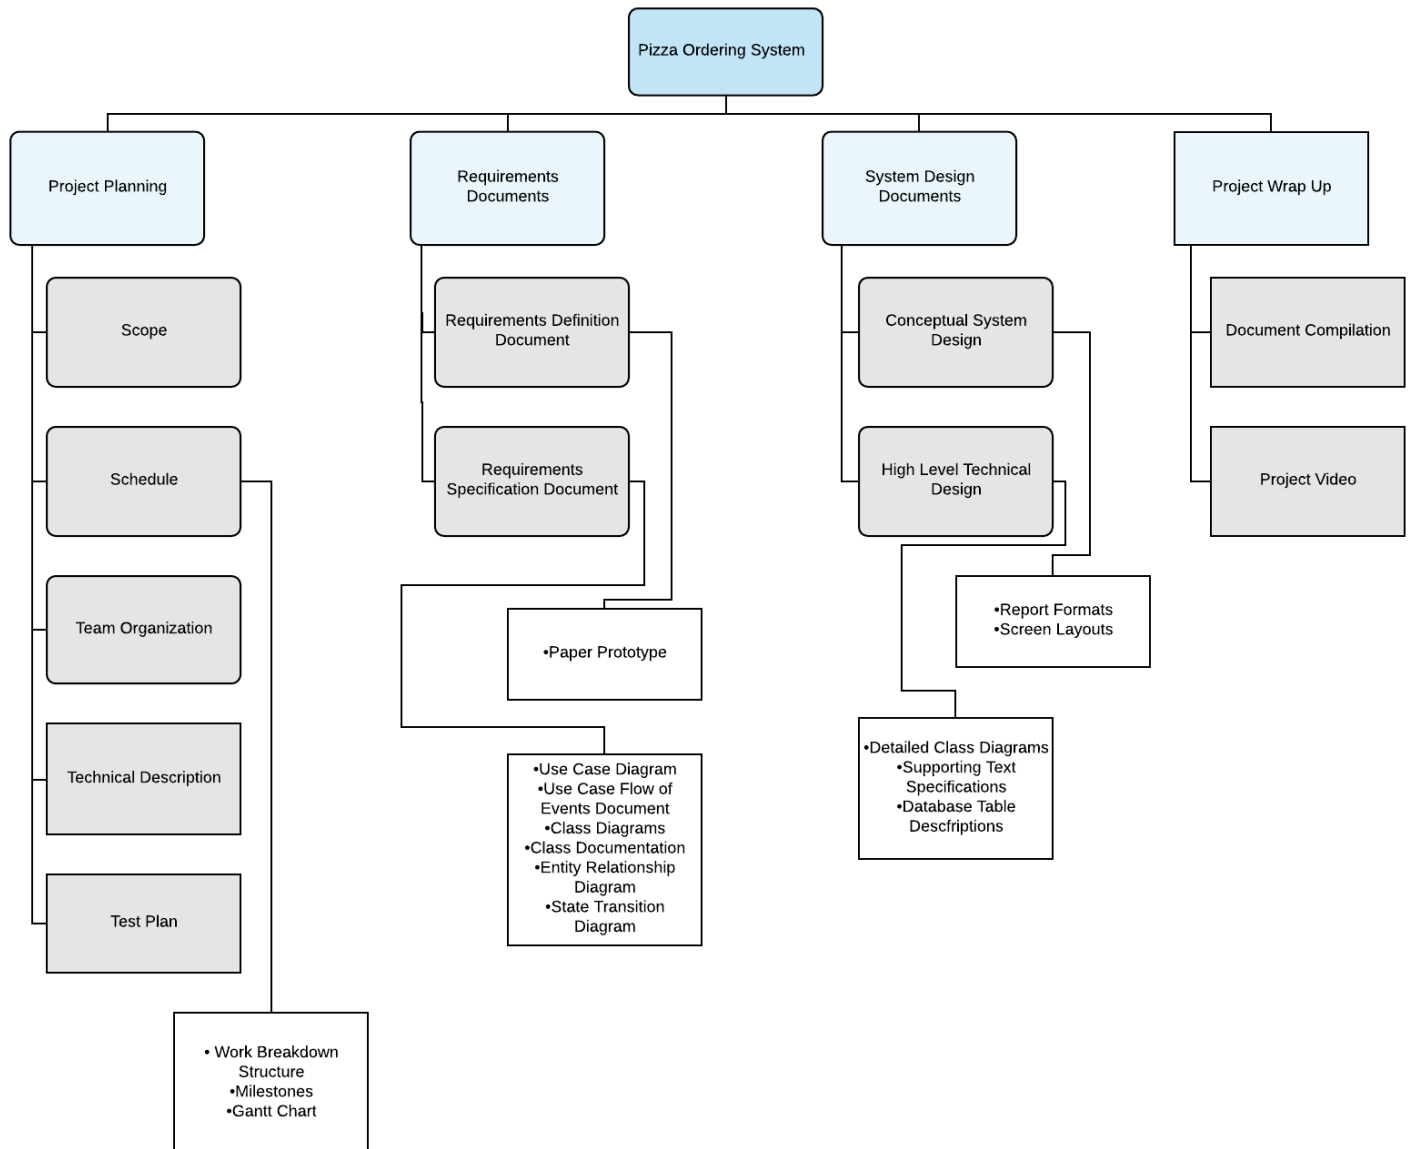 Pizza Ordering System
Project Planning
Requirements
Documents
System Design
Documents
Project Wrap Up
Scope
Requirements Definition
Document
Conceptual System
Design
Document Compilation
Schedule
Requirements
Specification Document
High Level Technical
Design
Project Video
Team Organization
•Paper Prototype
•Report Formats
•Screen Layouts
Technical Description
•Use Case Diagram
•Use Case Flow of
Events Document
•Class Diagrams
•Class Documentation
•Entity Relationship
Diagram
•State Transition
Diagram
•Detailed Class Diagrams
•Supporting Text
Specifications
•Database Table
Descfriptions
Test Plan
• Work Breakdown
Structure
•Milestones
•Gantt Chart